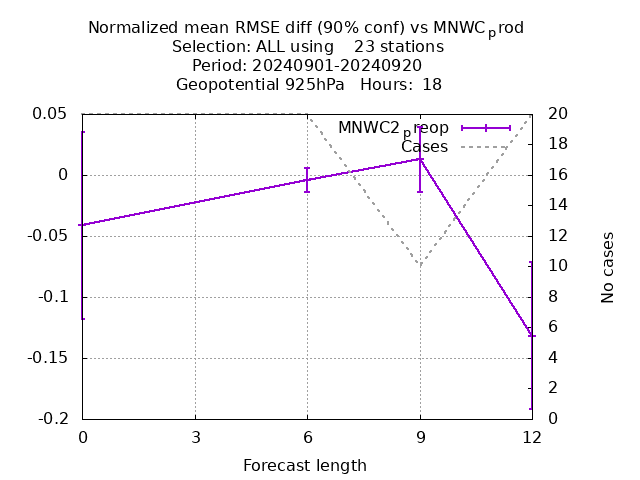 Normalized mean RMSE diff (90% conf) vs MNWCprod
Selection: ALL using    23 stations
Period: 20240901-20240920
Geopotential 925hPa   Hours:  18
0.05 20
MNWC2preop 18
Cases
0 16
14
-0.05 12
No cases
10
-0.1 8
6
-0.15 4
2
-0.2 0
0 3 6 9 12
Forecast length